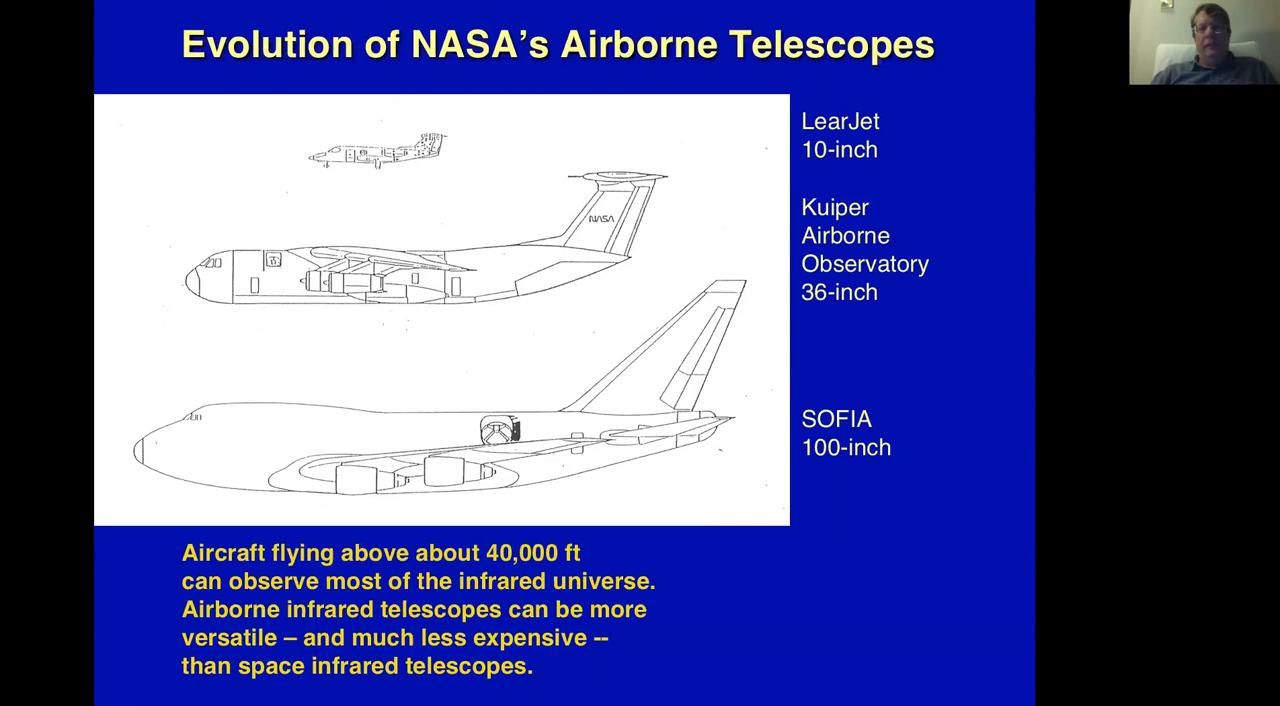 Evolution of NASA's Airborne Telescopes
LearJet
10-inch
NASA
Kuiper
Airborne
Observatory
36-inch
SOFIA
100-inch
Aircraft flying above about 40,000 ft
can observe most of the infrared universe.
Airborne infrared telescopes can be more
versatile – and much less expensive --
than space infrared telescopes.